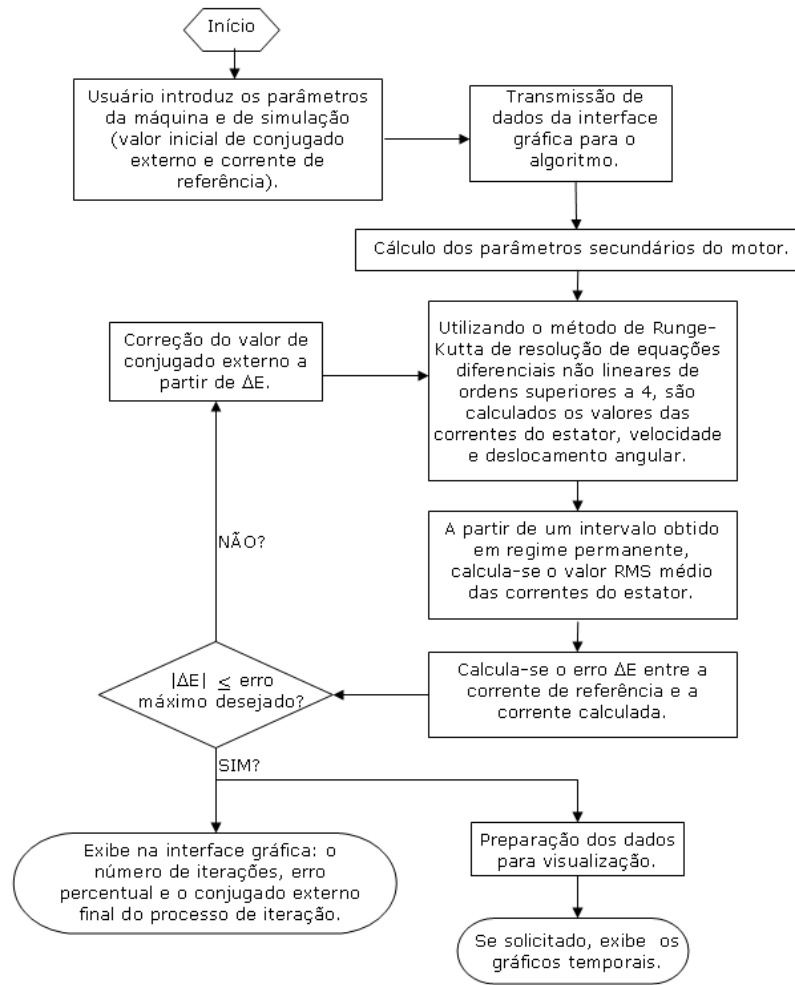 Início
Usuário introduz os parâmetros
da máquina e de simulação
(valor inicial de conjugado
externo e corrente de
referência).
Transmissão de
dados da interface
gráfica para o
algoritmo.
Cálculo dos parâmetros secundários do motor.
Utilizando o método de Runge-
Kutta de resolução de equações
diferenciais não lineares de
ordens superiores a 4, são
calculados os valores das
correntes do estator, velocidade
e deslocamento angular.
Correção do valor de
conjugado externo a
partir de ΔE.
A partir de um intervalo obtido
em regime permanente,
calcula-se o valor RMS médio
das correntes do estator.
NÃO?
Calcula-se o erro ΔE entre a
corrente de referência e a
corrente calculada.
|ΔE| ≤ erro
máximo desejado?
SIM?
Exibe na interface gráfica: o
número de iterações, erro
percentual e o conjugado externo
final do processo de iteração.
Preparação dos dados
para visualização.
Se solicitado, exibe os
gráficos temporais.